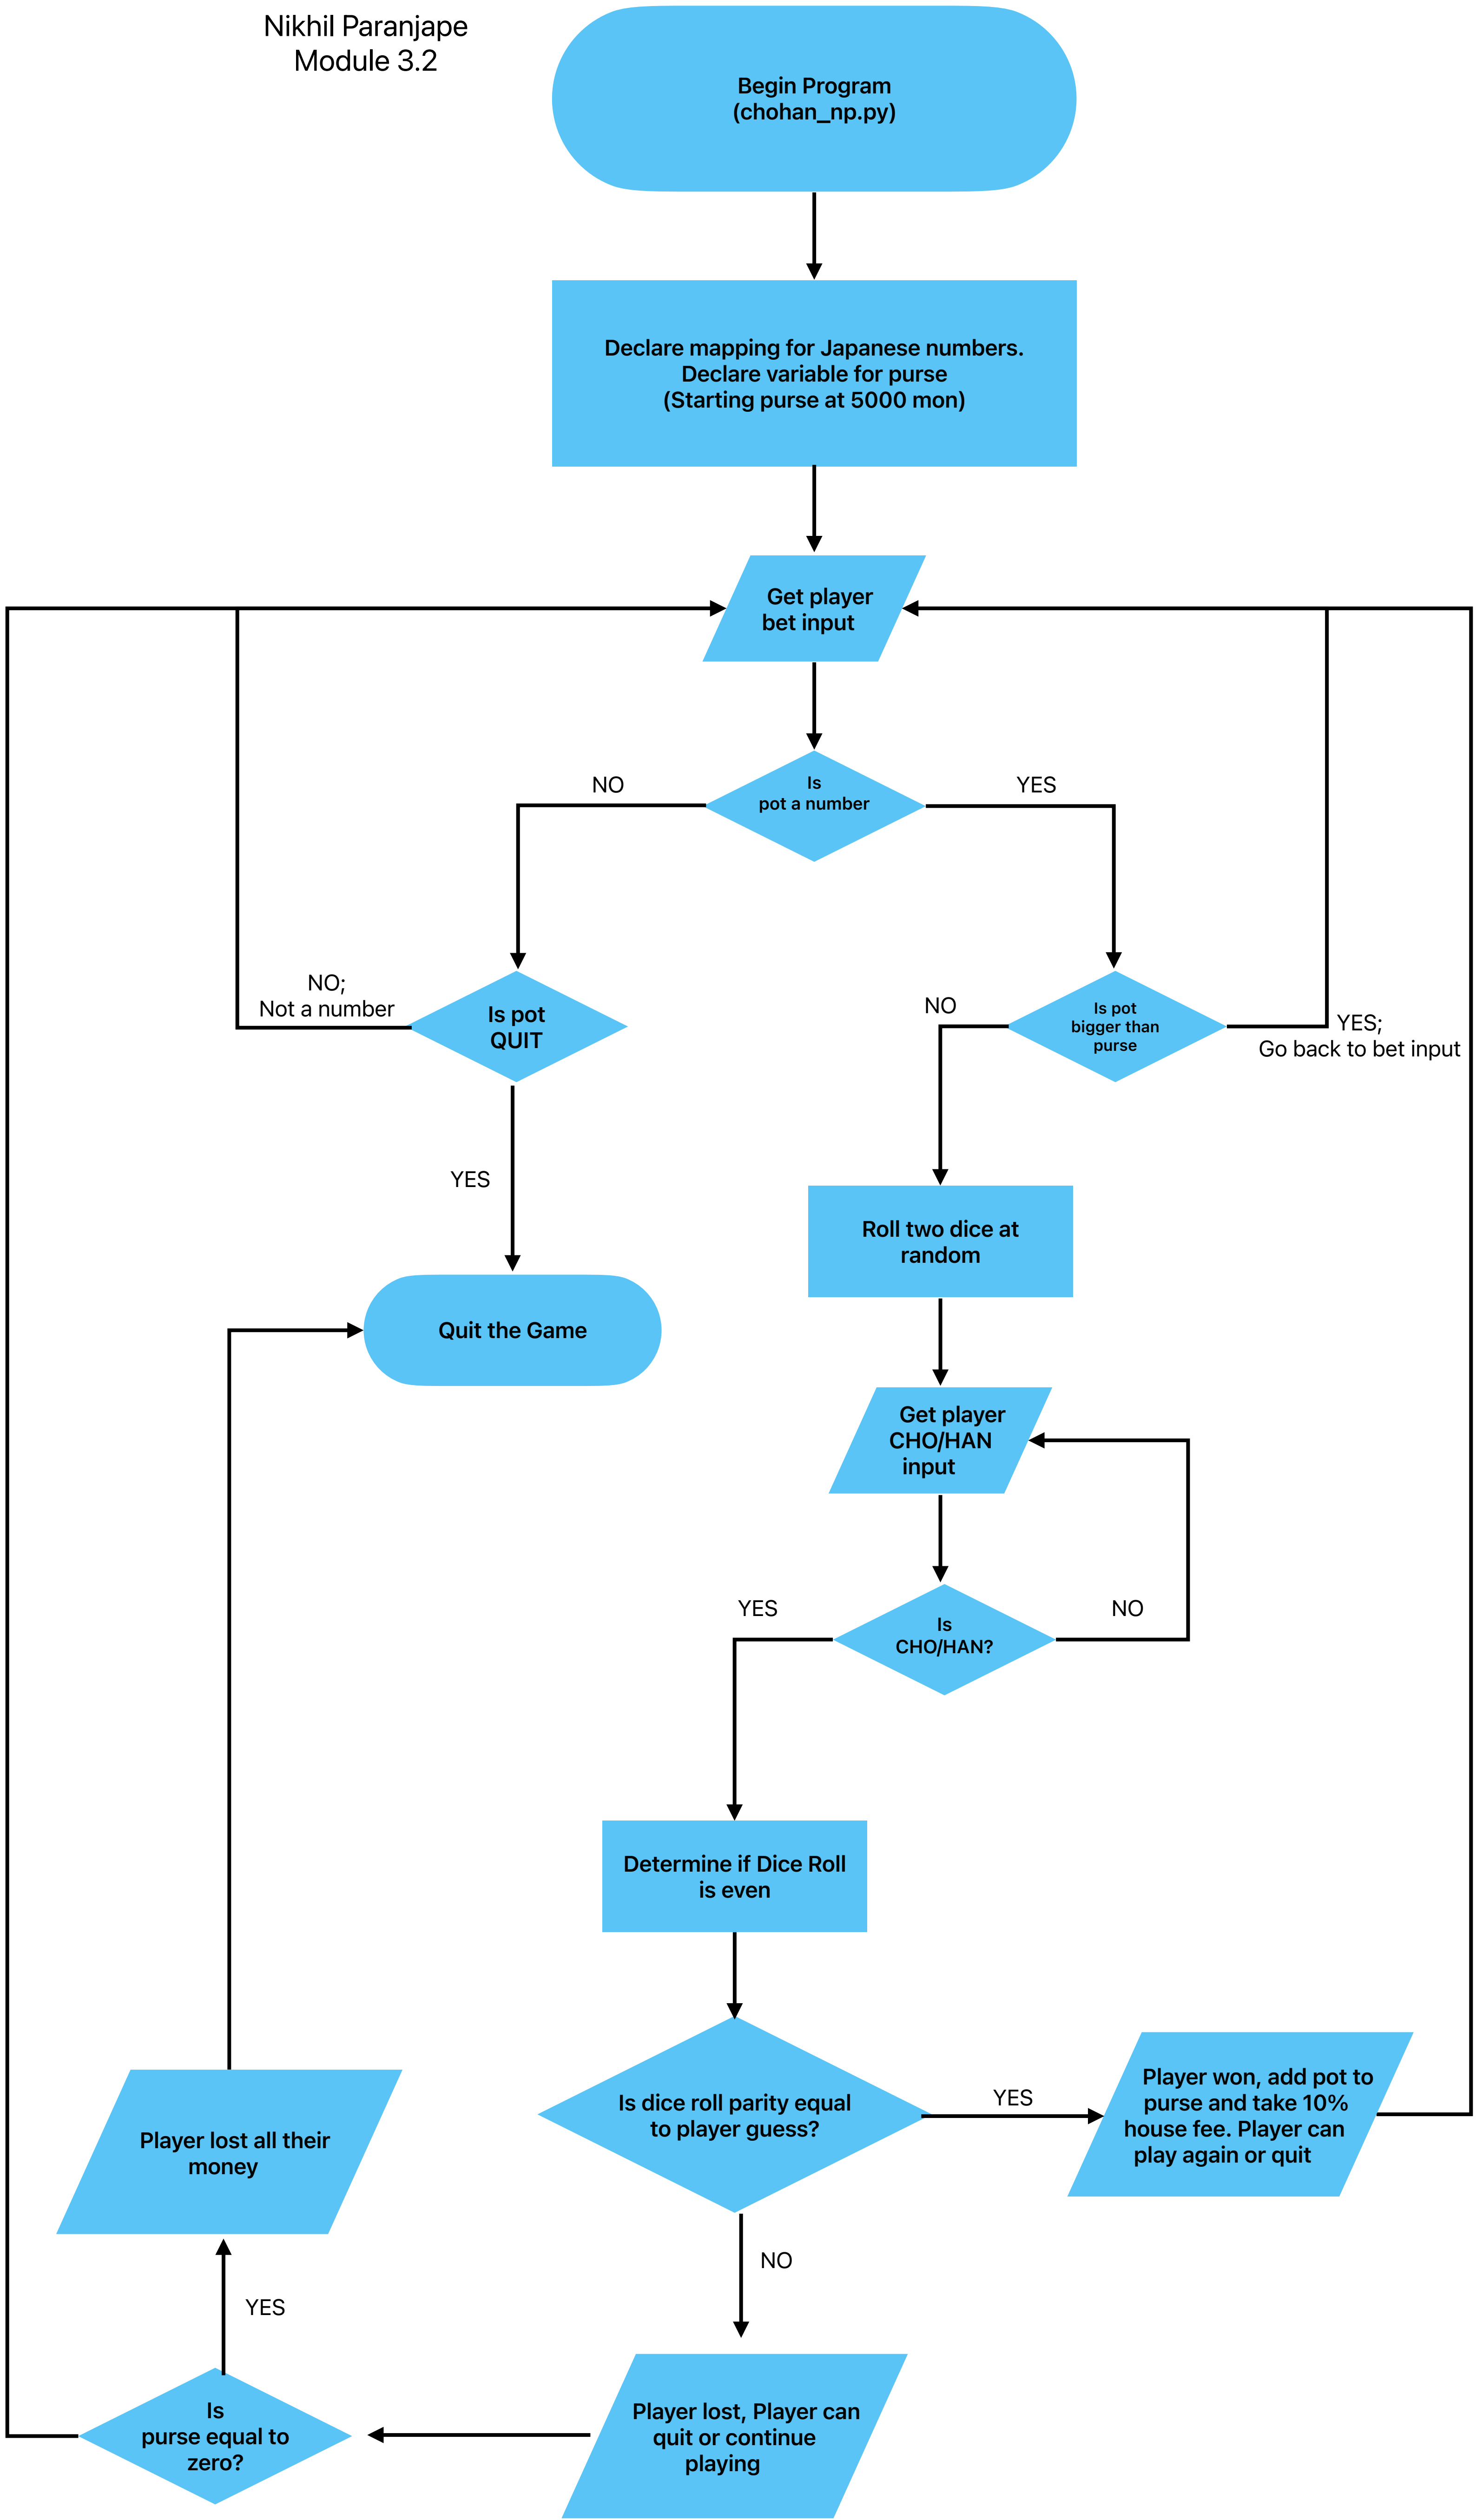 Nikhil Paranjape
Module 3.2
Begin Program
(chohan_np.py)
Declare mapping for Japanese numbers.
Declare variable for purse
(Starting purse at 5000 mon)
Get player
bet input
Is
pot a number
NO
YES
Is pot
QUIT
NO;
Not a number
YES
Quit the Game
Is pot
bigger than
purse
NO
YES;
Go back to bet input
Roll two dice at
random
Get player
CHO/HAN
input
Is
CHO/HAN?
YES
NO
Determine if Dice Roll
is even
Is dice roll parity equal
to player guess?
YES
Player won, add pot to
purse and take 10%
house fee. Player can
play again or quit
NO
Player lost, Player can
quit or continue
playing
Is
purse equal to
zero?
YES
Player lost all their
money